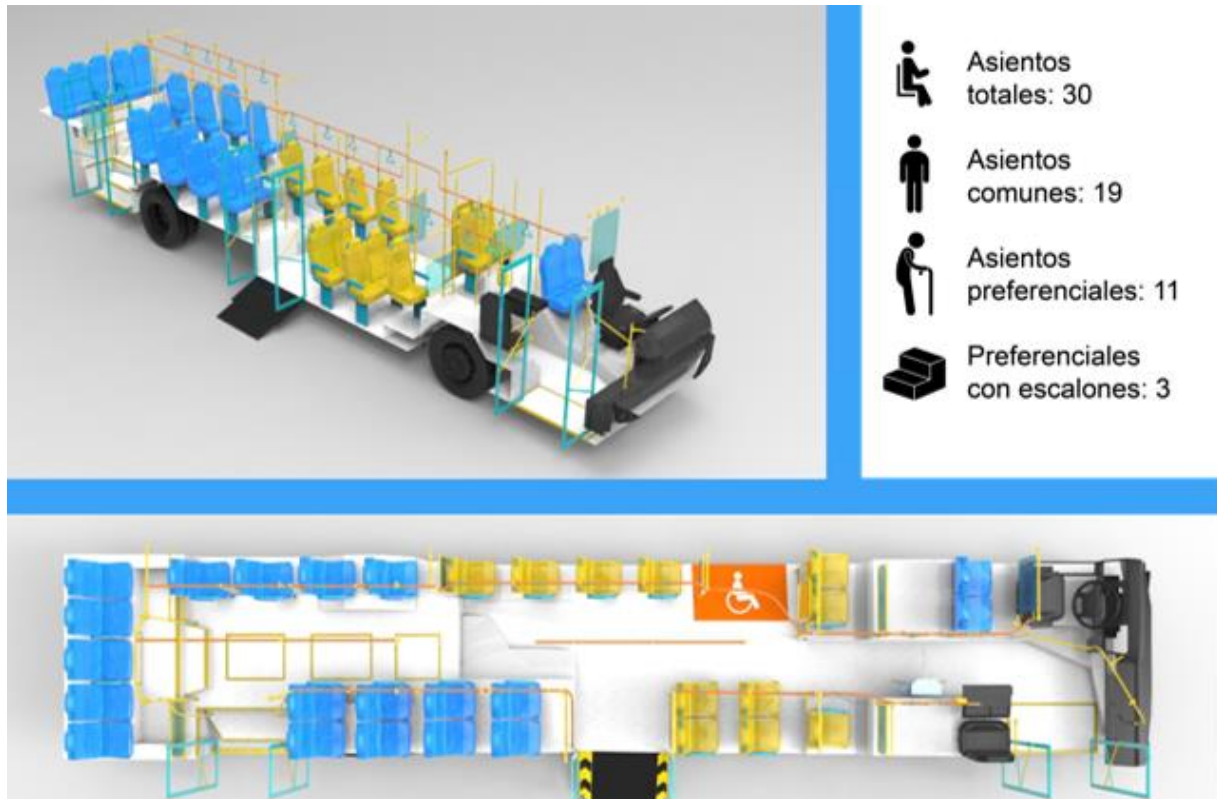 Asientos
totales: 30
Asientos
comunes: 19
Asientos
preferenciales: 11
Preferenciales
con escalones: 3